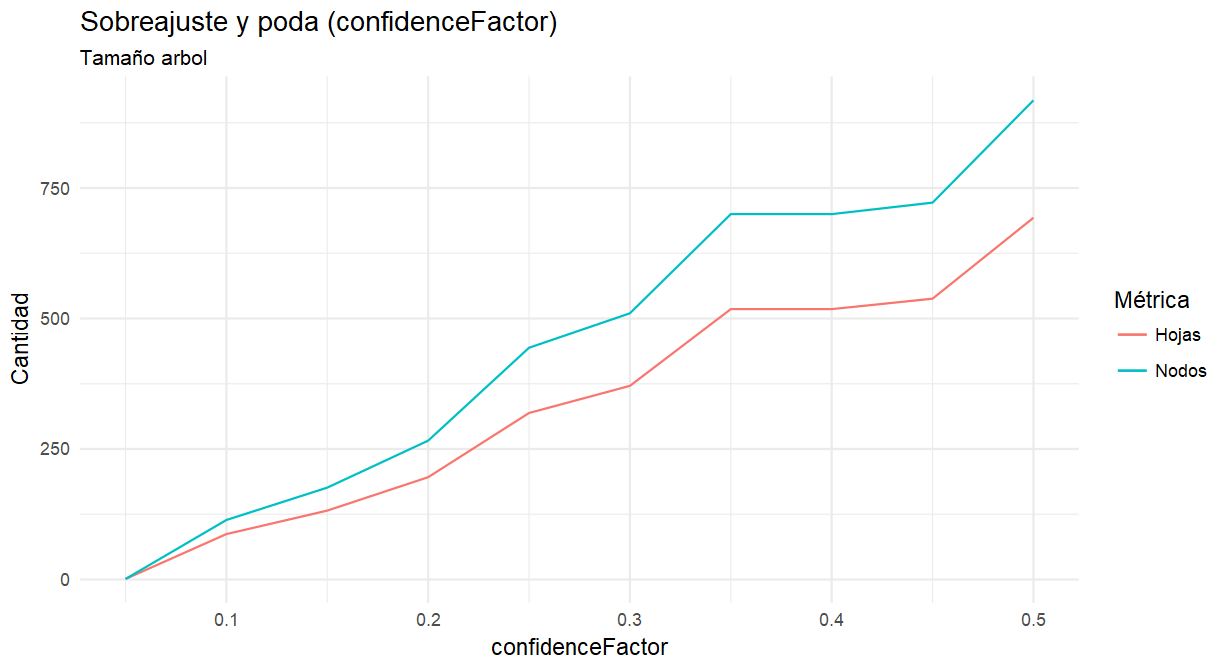 Sobreajuste y poda (confidenceFactor)
Tamaño arbol
Cantidad
750
500
250
0
0.1
0.2
0.3
0.4
0.5
confidenceFactor
Métrica
Hojas
Nodos